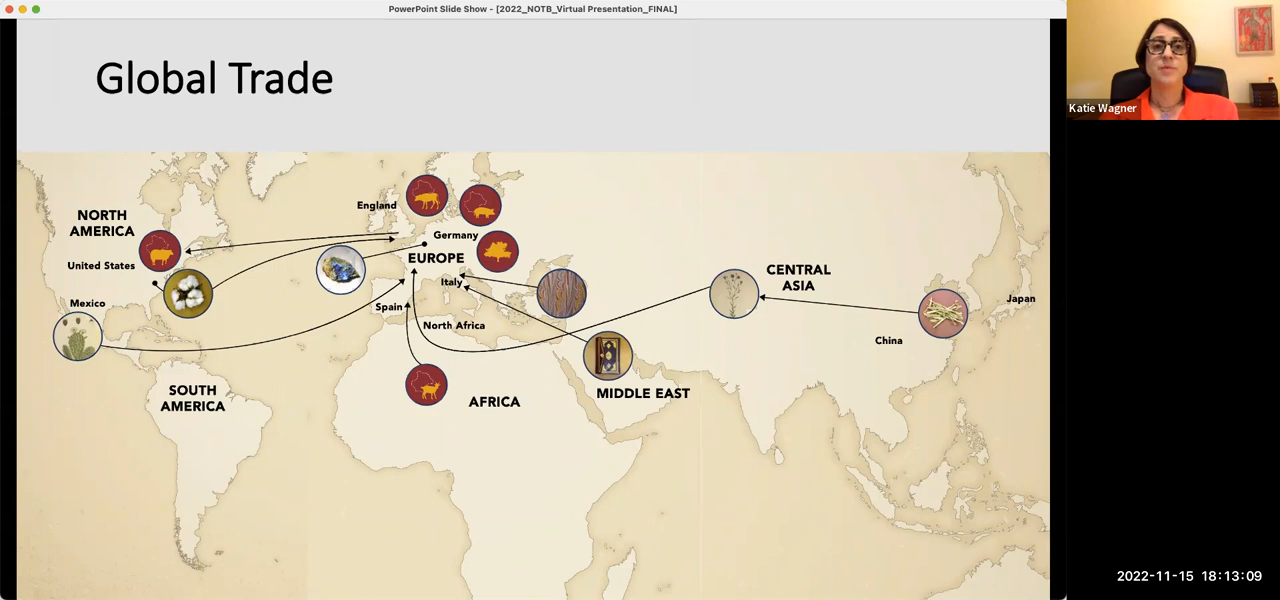 PowerPoint Slide Show - [2022_NOTB_Virtual Presentation_FINAL]
Global Trade
Katie Wagner
NORTH
AMERICA
United States
Mexico
SOUTH
AMERICA
England
Germany
EUROPE
Italy
Spain
North Africa
AFRICA
MIDDLE EAST
CENTRAL
ASIA
China
Japan
2022-11-15 18:13:09